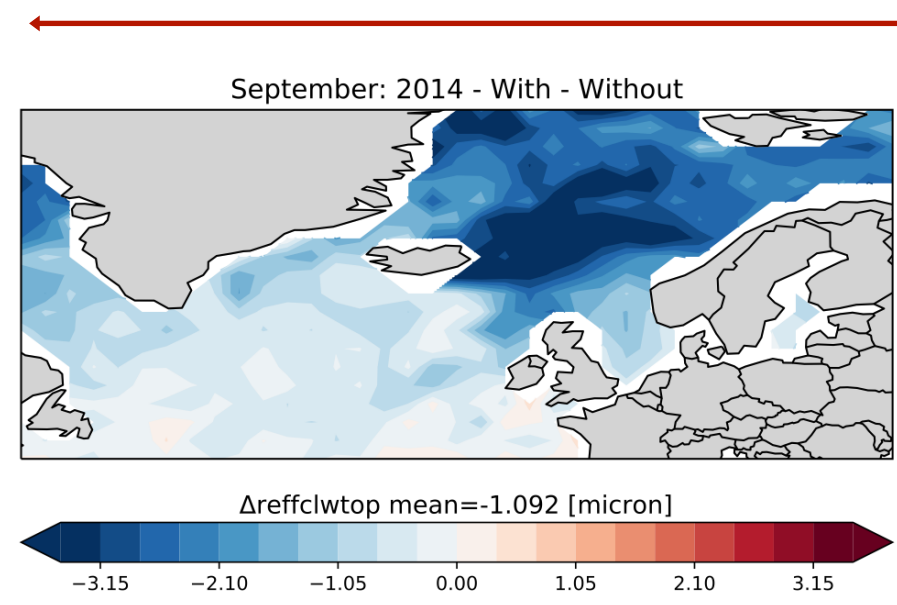 September: 2014 - With - Without
Δreffclwtop mean=-1.092 [micron]
−3.15 −2.10 −1.05 0.00 1.05 2.10 3.15